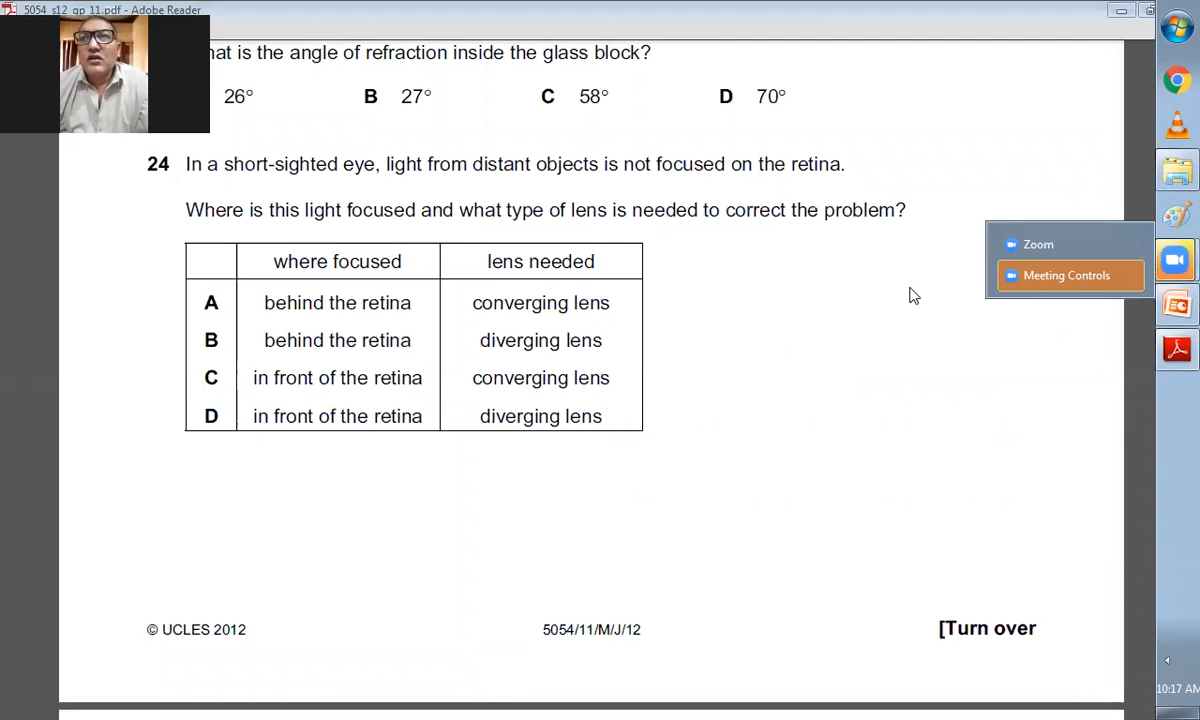 5054_s12_qp_11.pdf - Adobe Reader
hat is the angle of refraction inside the glass block?
26° B 27° C 58° D 70°
24 In a short-sighted eye, light from distant objects is not focused on the retina.
Where is this light focused and what type of lens is needed to correct the problem?
where focused lens needed
A behind the retina converging lens
B behind the retina diverging lens
C in front of the retina converging lens
D in front of the retina diverging lens
Zoom
Meeting Controls
© UCLES 2012 5054/11/M/J/12 [Turn over
10:17 AM